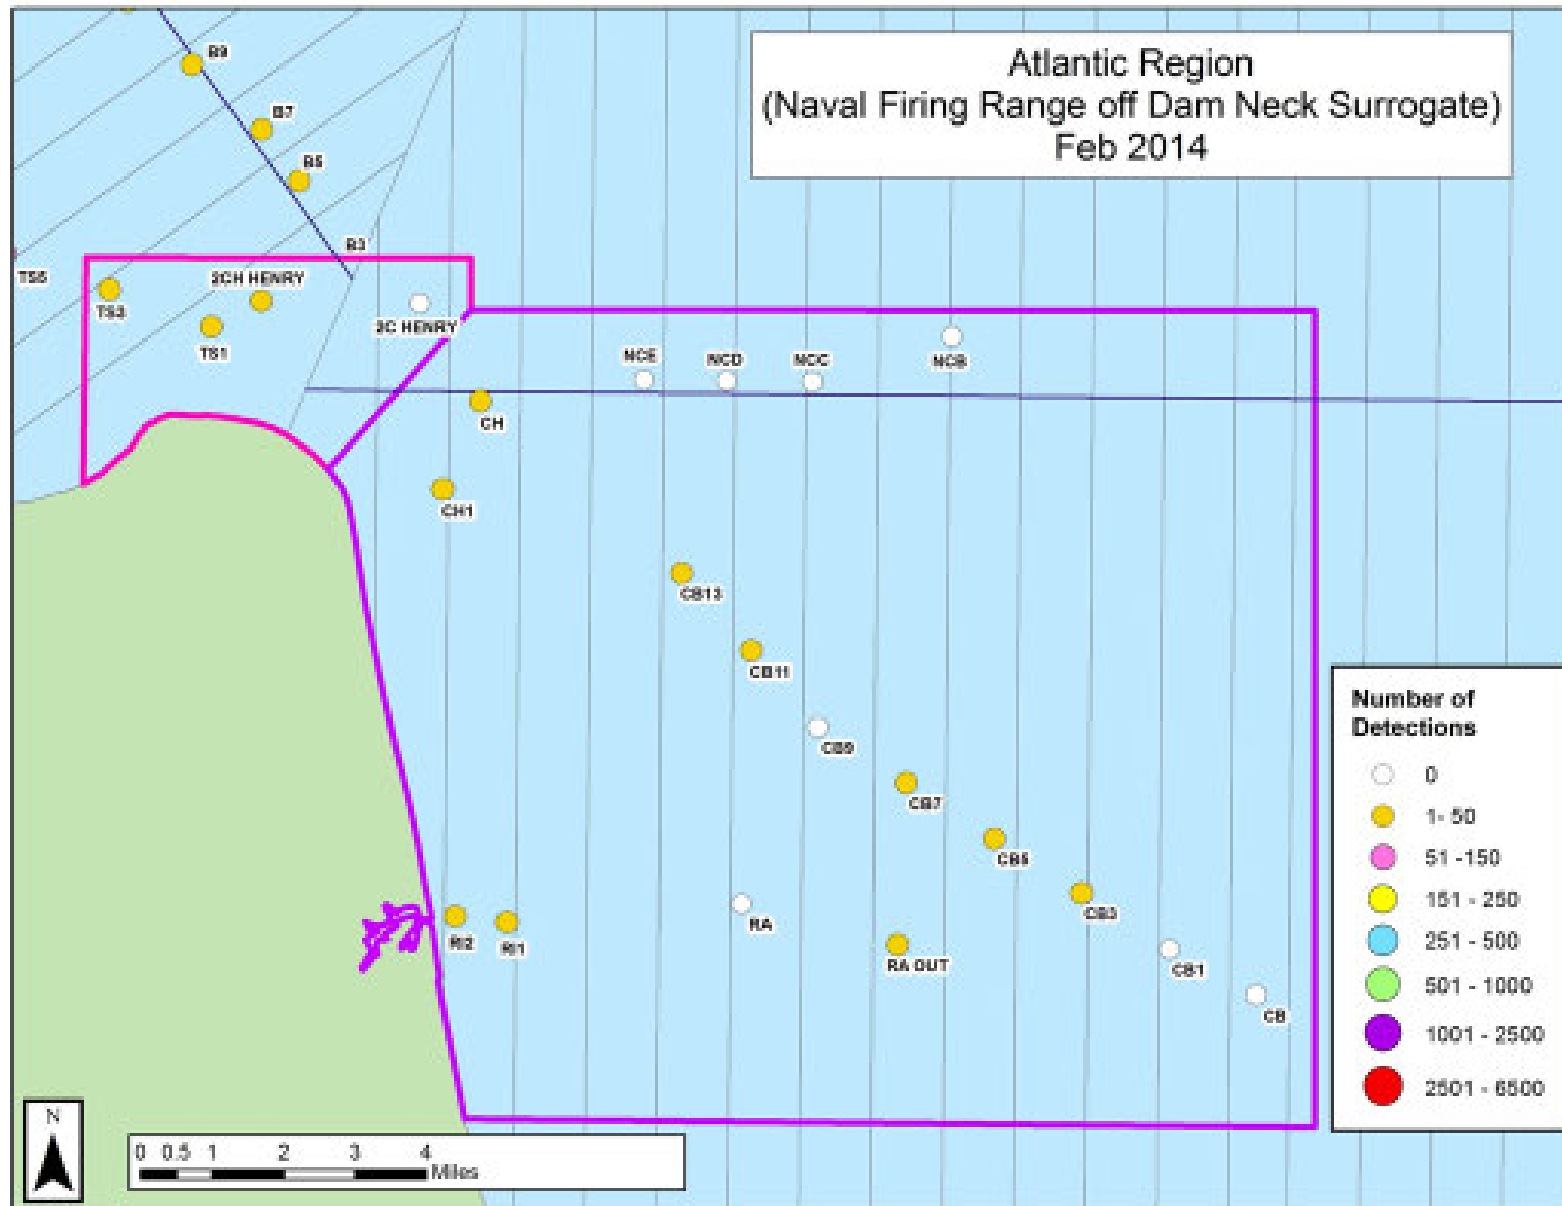 Atlantic Region
(Naval Firing Range off Dam Neck Surrogate)
Feb 2014
B9
B7
B5
B3
TS5
TS3
2CH HENRY
TS1
2C HENRY
NCE
NCD
NCC
NCB
CH
CH1
CB13
CB11
CB9
CB7
CB5
CB3
CB1
CB
RA
RA OUT
RI2
RI1
Number of
Detections
0
1- 50
51 -150
151 - 250
251 - 500
501 - 1000
1001 - 2500
2501 - 6500
N
0 0.5 1 2 3 4
Miles